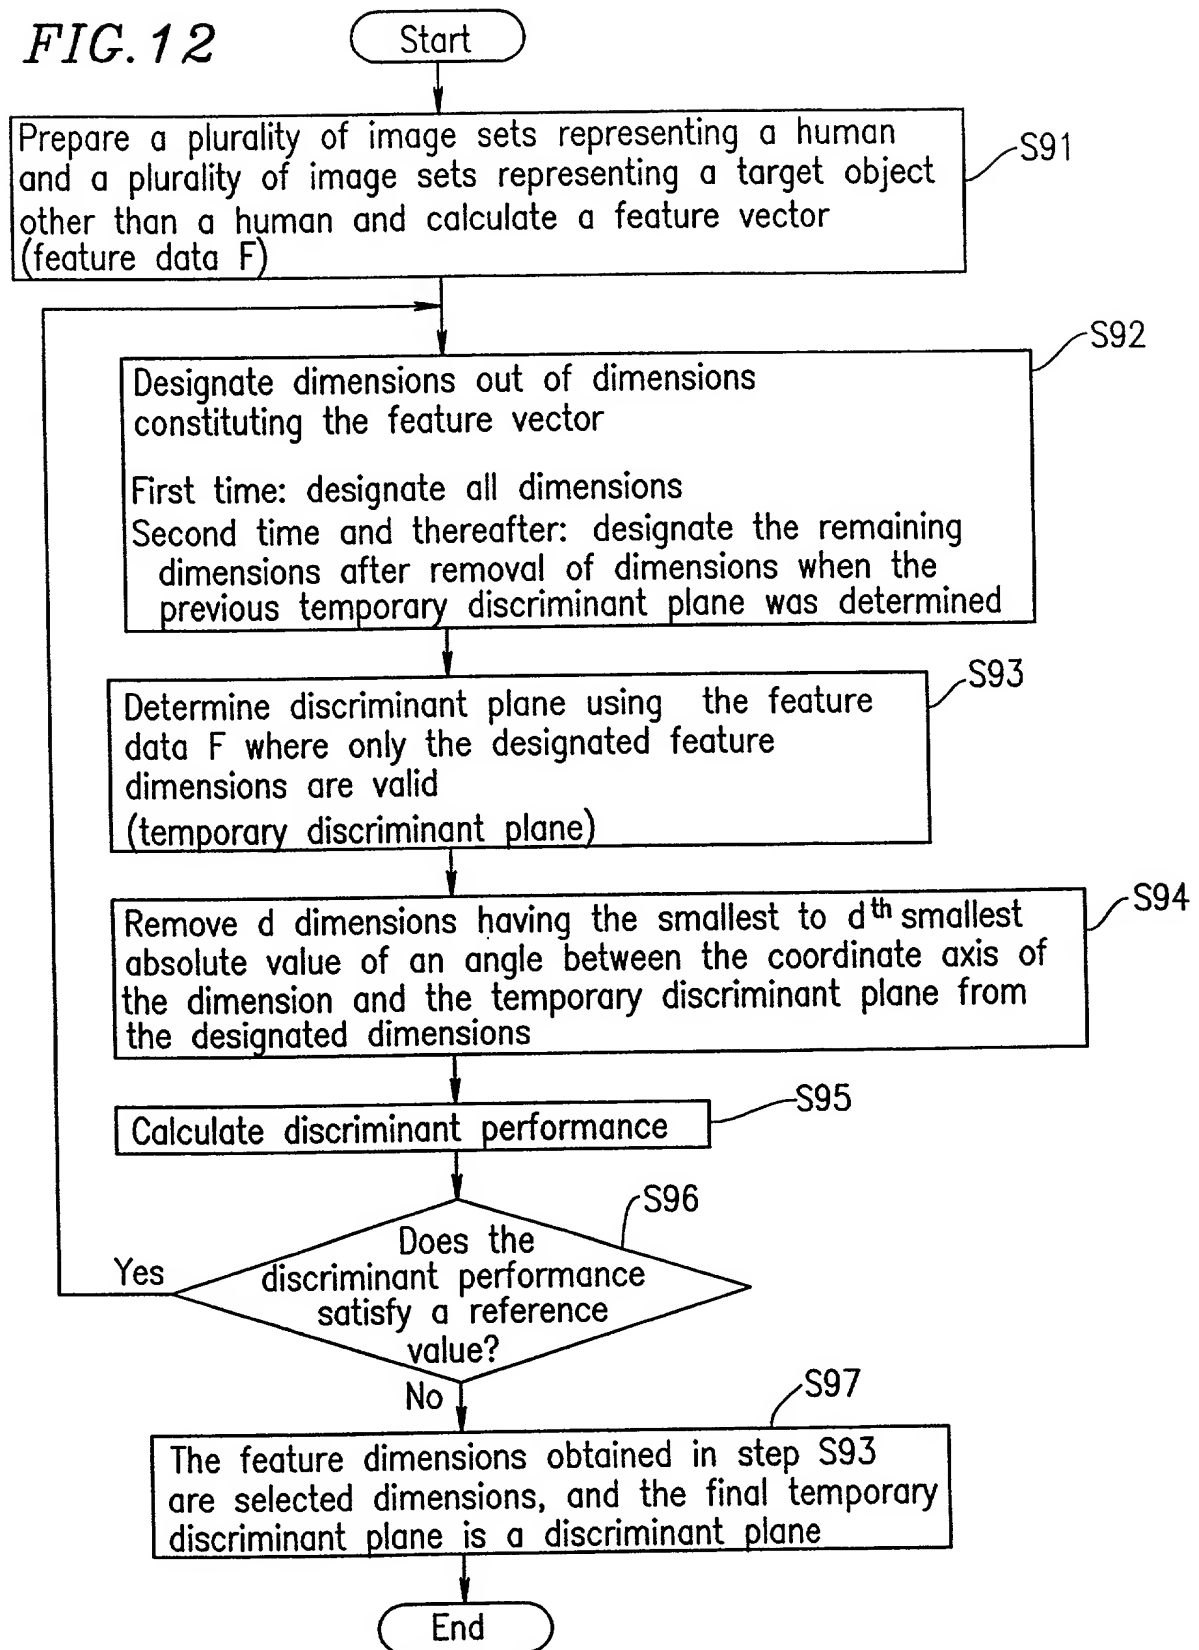 FIG.12
Start
Prepare a plurality of image sets representing a human
and a plurality of image sets representing a target object
other than a human and calculate a feature vector
(feature data F)
S91
S92
Designate dimensions out of dimensions
constituting the feature vector
First time: designate all dimensions
Second time and thereafter: designate the remaining
dimensions after removal of dimensions when the
previous temporary discriminant plane was determined
S93
Determine discriminant plane using the feature
data F where only the designated feature
dimensions are valid
(temporary discriminant plane)
S94
Remove d dimensions having the smallest to dth smallest
absolute value of an angle between the coordinate axis of
the dimension and the temporary discriminant plane from
the designated dimensions
S95
Calculate discriminant performance
S96
Does the
discriminant performance
satisfy a reference
value?
Yes
No
S97
The feature dimensions obtained in step S93
are selected dimensions, and the final temporary
discriminant plane is a discriminant plane
End